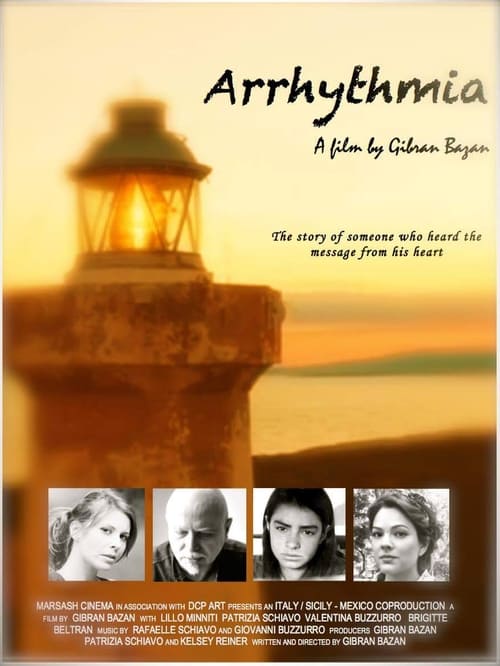 Arrhythmia
A film by Gibran Bazan
The story of someone who heard the
message from his heart
MARSASH CINEMA IN ASSOCIATION WITH DCP ART PRESENTS AN ITALY / SICILY - MEXICO COPRODUCTION A
FILM BY GIBRAN BAZAN WITH LILLO MINNITI PATRIZIA SCHIAVO VALENTINA BUZZURRO BRIGITTE
BELTRAN MUSIC BY RAFAELLE SCHIAVO AND GIOVANNI BUZZURRO PRODUCERS GIBRAN BAZAN
PATRIZIA SCHIAVO AND KELSEY REINER WRITTEN AND DIRECTED BY GIBRAN BAZAN